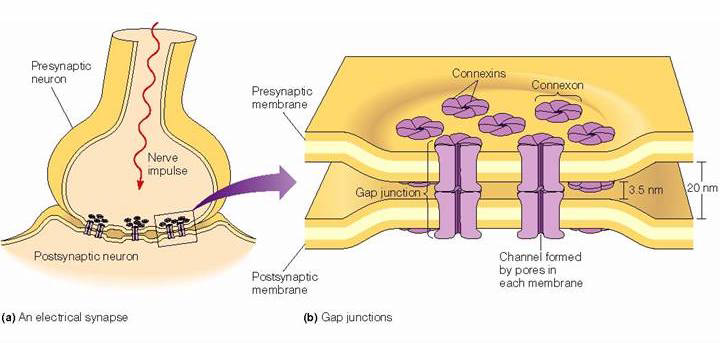 Presynaptic
neuron
Nerve
impulse
Postsynaptic neuron
(a) An electrical synapse
Presynaptic
membrane
Connexins
Connexon
Gap junction
3.5 nm
20 nm
Postsynaptic
membrane
Channel formed
by pores in
each membrane
(b) Gap junctions